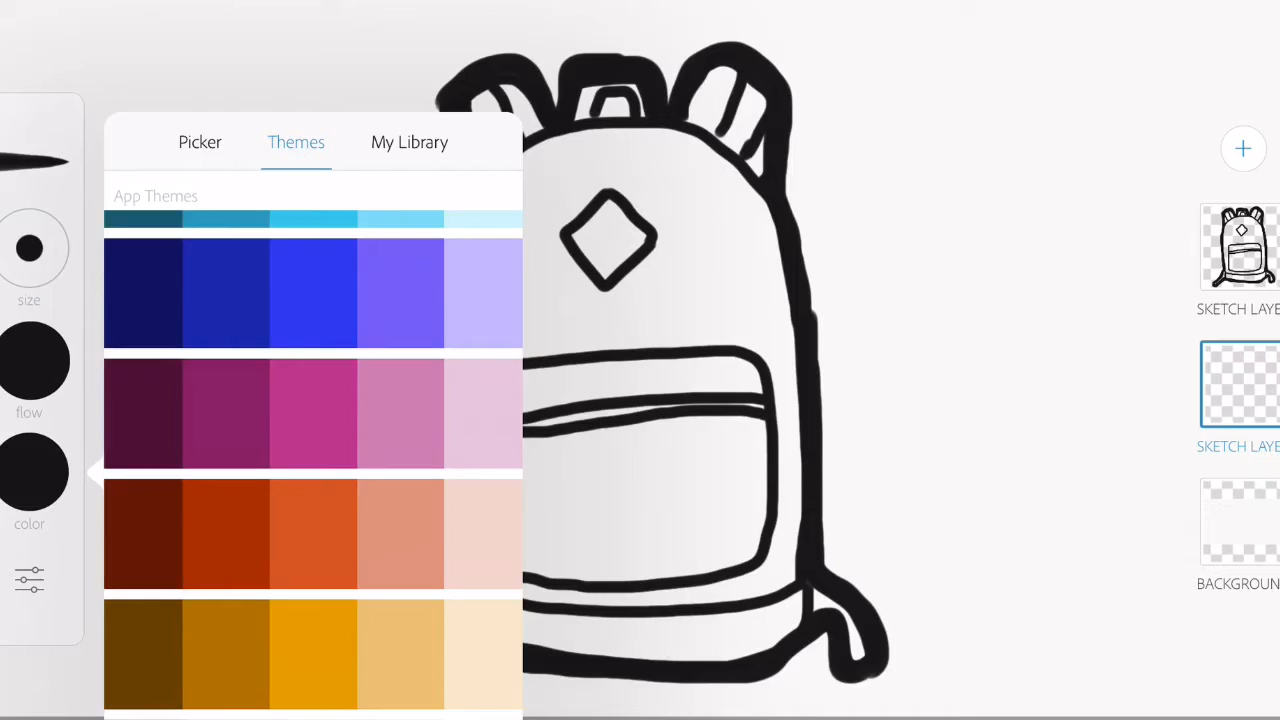 Picker Themes My Library
App Themes
size
flow
color
SKETCH LAYE
SKETCH LAYE
BACKGROUN